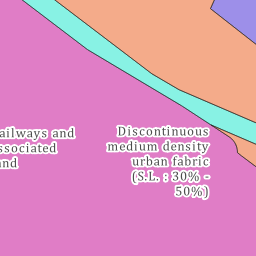 ailways and
ssociated
and
Discontinuous
medium density
urban fabric
(S.L. : 30% -
50%)